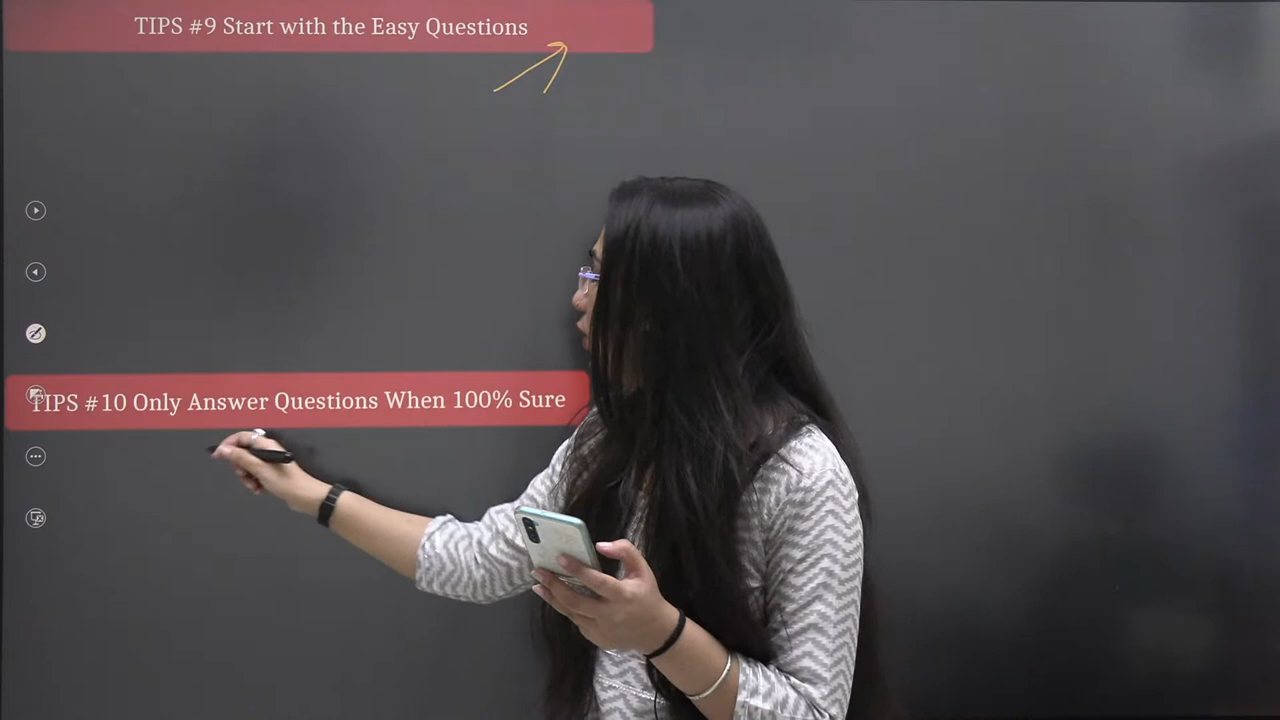 TIPS #9 Start with the Easy Questions
TIPS #10 Only Answer Questions When 100% Sure